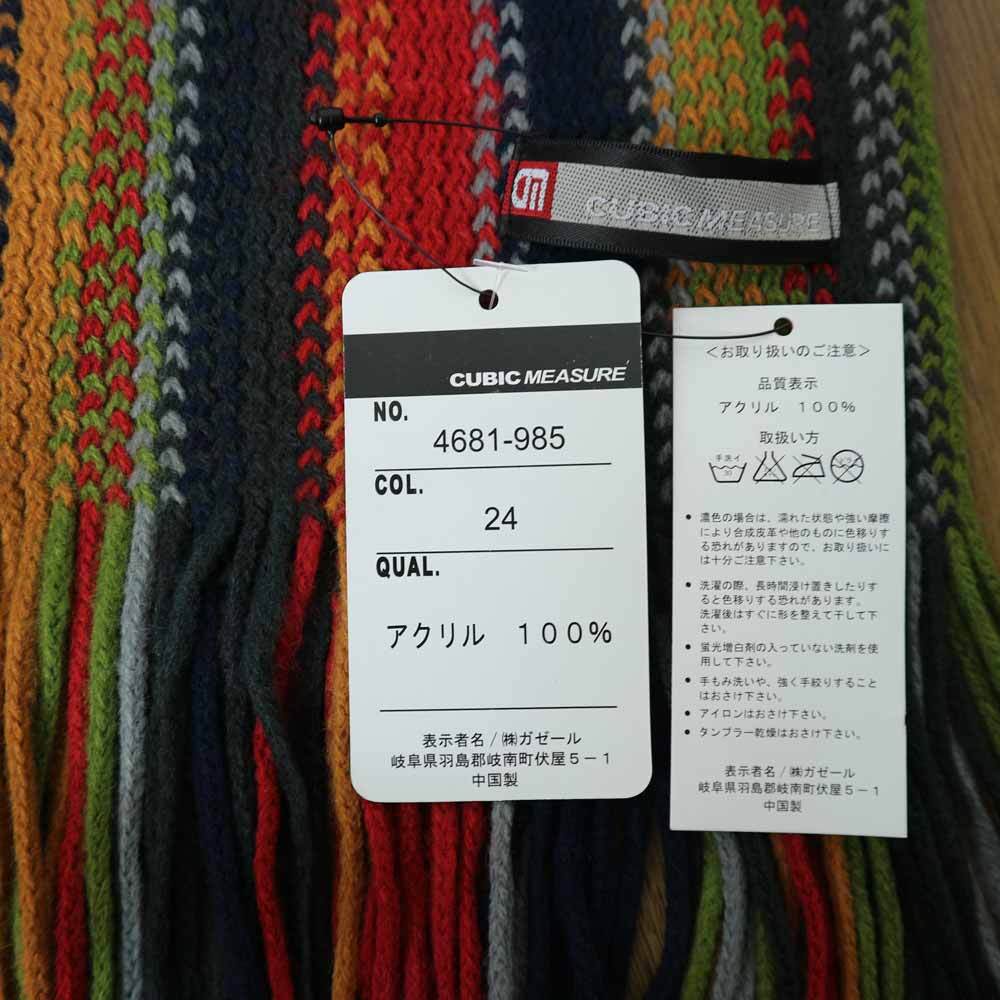 CUBIC MEASURE
CUBIC MEASURE
NO.
4681-985
COL.
24
QUAL.
アクリル 100%
表示者名/㈱ガゼール
岐阜県羽島郡岐南町伏屋5-1
中国製
<お取り扱いのご注意>
品質表示
アクリル 100%
取扱い方
手洗イ
30
● 濃色の場合は、濡れた状態や強い摩擦
により合成皮革や他のものに色移りす
る恐れがありますので、お取り扱いに
は十分ご注意下さい。
● 洗濯の際、長時間浸け置きしたりす
ると色移りする恐れがあります。
洗濯後はすぐに形を整えて干して下
さい。
● 蛍光増白剤の入っていない洗剤を使
用して下さい。
● 手もみ洗いや、強く手絞りすること
はおさけ下さい。
● アイロンはおさけ下さい。
● タンブラー乾燥はおさけ下さい。
表示者名/㈱ガゼール
岐阜県羽島郡岐南町伏屋5-1
中国製